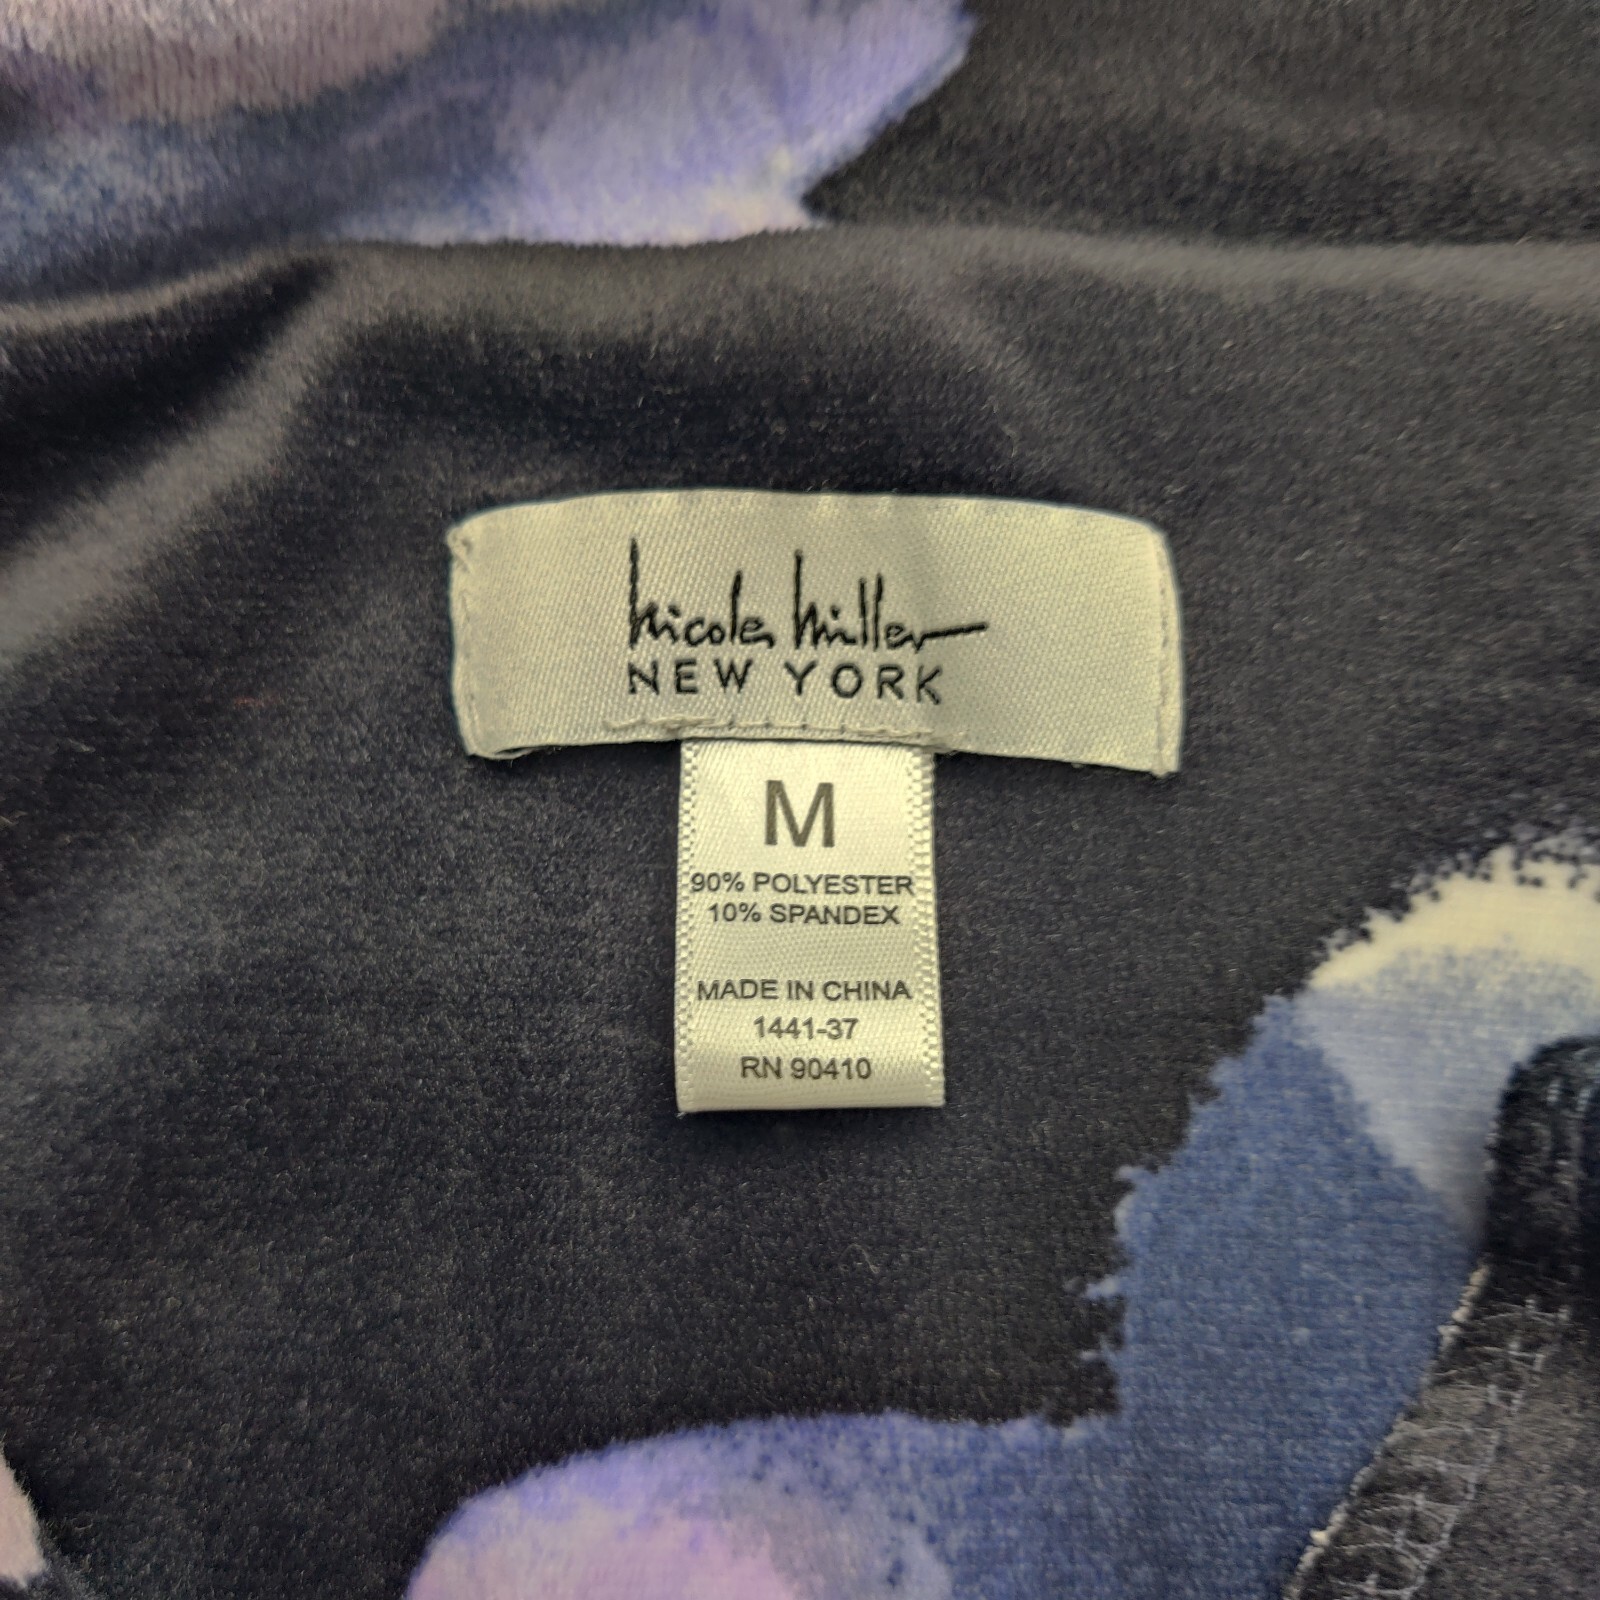 Nicole Miller
NEW YORK
M
90% POLYESTER
10% SPANDEX
MADE IN CHINA
1441-37
RN 90410